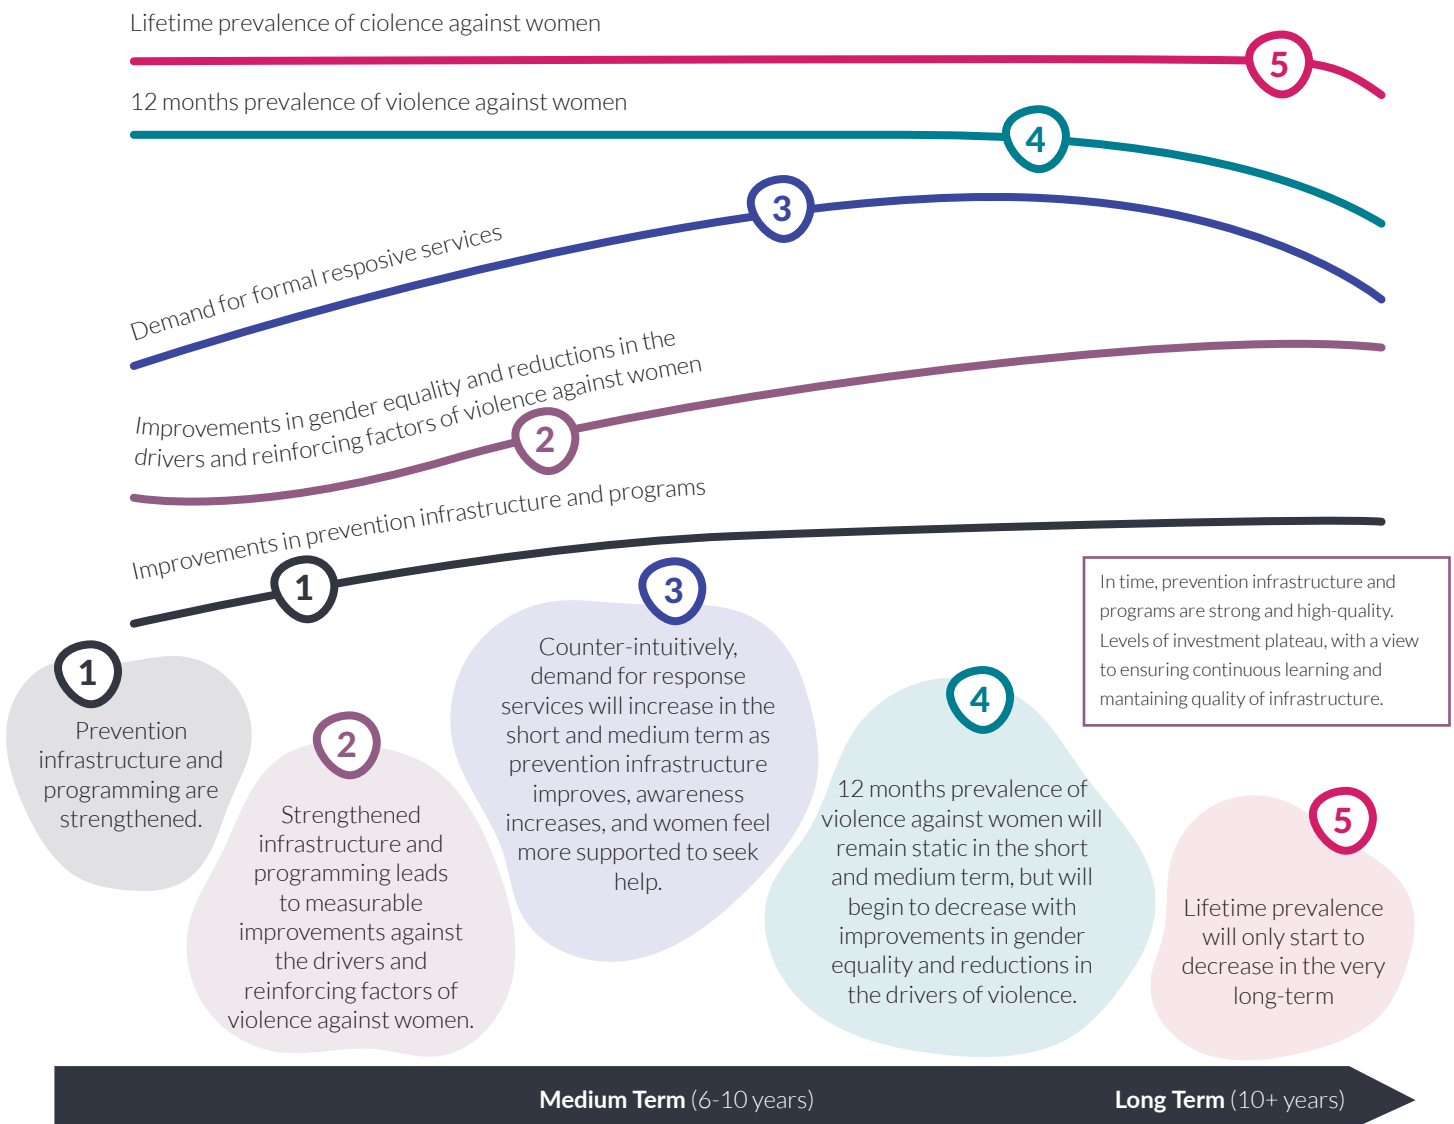 Lifetime prevalence of ciolence against women
5
12 months prevalence of violence against women
4
3
Demand for formal resposive services
Improvements in gender equality and reductions in the
drivers and reinforcing factors of violence against women
2
Improvements in prevention infrastructure and programs
1
In time, prevention infrastructure and
programs are strong and high-quality.
Levels of investment plateau, with a view
to ensuring continuous learning and
mantaining quality of infrastructure.
1
Prevention
infrastructure and
programming are
strengthened.
2
Strengthened
infrastructure and
programming leads
to measurable
improvements against
the drivers and
reinforcing factors of
violence against women.
3
Counter-intuitively,
demand for response
services will increase in the
short and medium term as
prevention infrastructure
improves, awareness
increases, and women feel
more supported to seek
help.
4
12 months prevalence of
violence against women will
remain static in the short
and medium term, but will
begin to decrease with
improvements in gender
equality and reductions in
the drivers of violence.
5
Lifetime prevalence
will only start to
decrease in the very
long-term
Medium Term (6-10 years)
Long Term (10+ years)